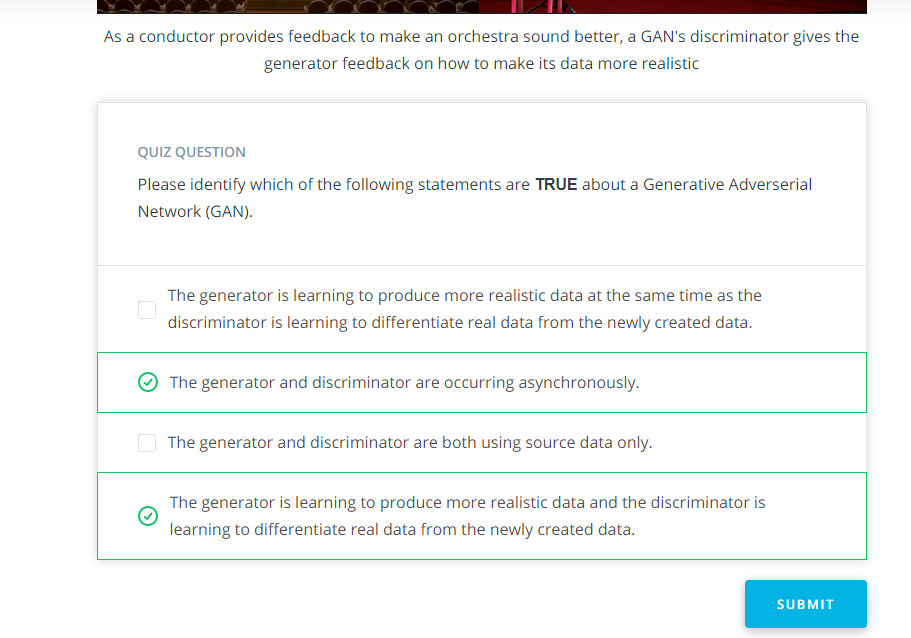 As a conductor provides feedback to make an orchestra sound better, a GAN's discriminator gives the
generator feedback on how to make its data more realistic
QUIZ QUESTION
Please identify which of the following statements are TRUE about a Generative Adverserial
Network (GAN).
The generator is learning to produce more realistic data at the same time as the
discriminator is learning to differentiate real data from the newly created data.
The generator and discriminator are occurring asynchronously.
The generator and discriminator are both using source data only.
The generator is learning to produce more realistic data and the discriminator is
learning to differentiate real data from the newly created data.
SUBMIT